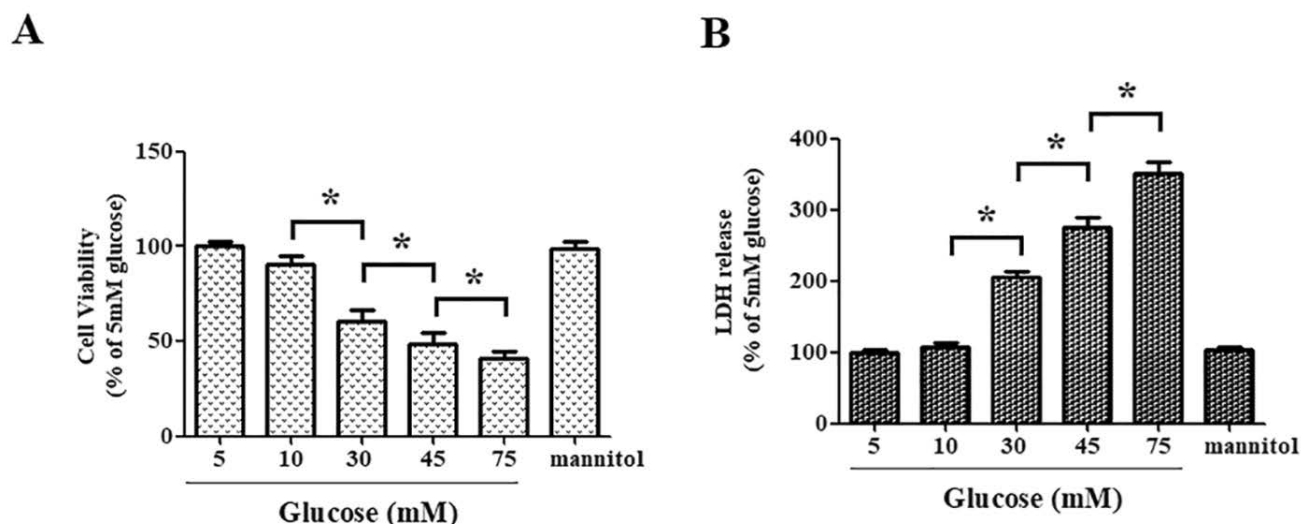 A
Cell Viability
(% of 5mM glucose)
150
100
50
0
*
*
*
5 10 30 45 75 mannitol
Glucose (mM)
B
LDH release
(% of 5mM glucose)
400
300
200
100
0
*
*
*
5 10 30 45 75 mannitol
Glucose (mM)